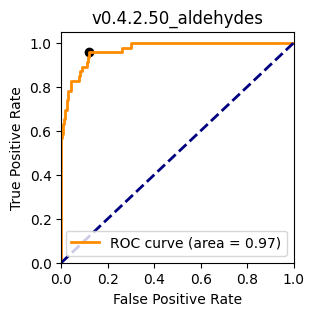 v0.4.2.50_aldehydes
True Positive Rate
1.0
0.8
0.6
0.4
0.2
0.0
ROC curve (area = 0.97)
0.0 0.2 0.4 0.6 0.8 1.0
False Positive Rate